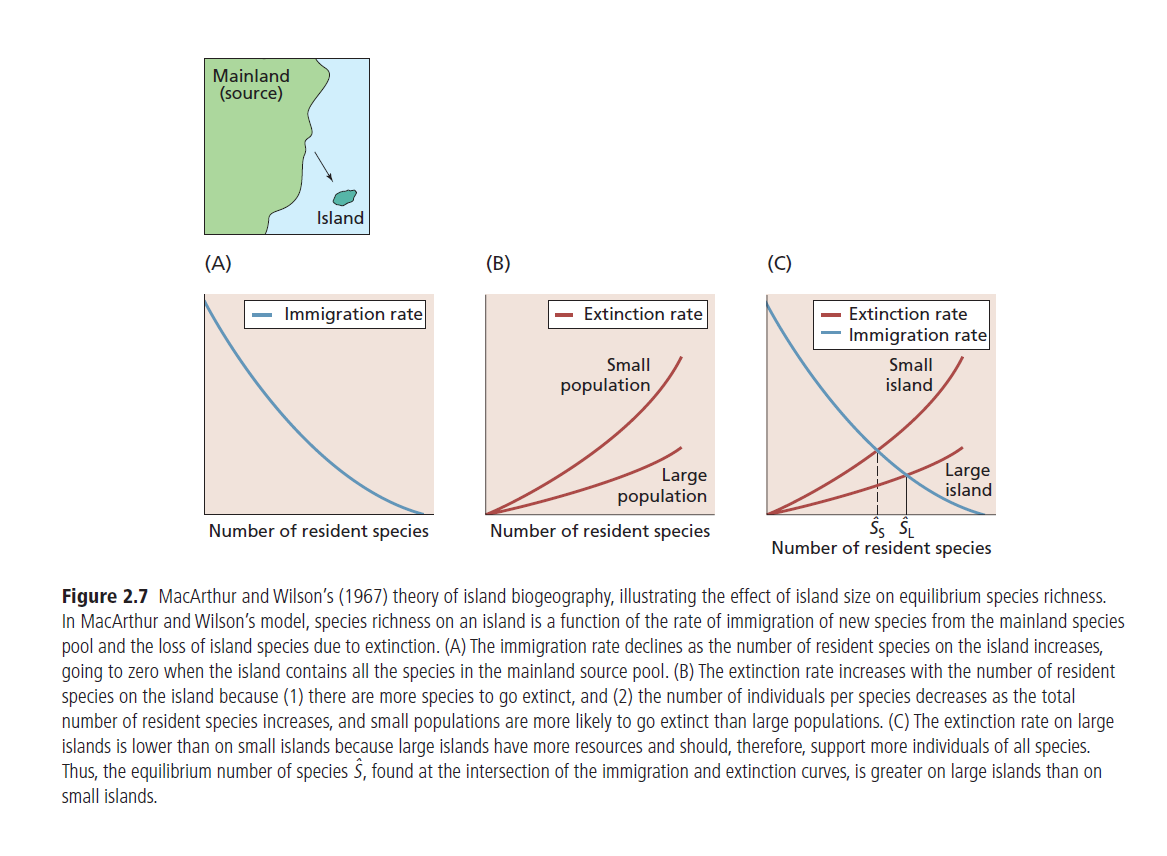 Mainland
(source)
Island
(A)
Immigration rate
Number of resident species
(B)
Extinction rate
Small
population
Large
population
Number of resident species
(C)
Extinction rate
Immigration rate
Small
island
Large
island
ŜS ŜL
Number of resident species
Figure 2.7 MacArthur and Wilson’s (1967) theory of island biogeography, illustrating the effect of island size on equilibrium species richness.
In MacArthur and Wilson’s model, species richness on an island is a function of the rate of immigration of new species from the mainland species
pool and the loss of island species due to extinction. (A) The immigration rate declines as the number of resident species on the island increases,
going to zero when the island contains all the species in the mainland source pool. (B) The extinction rate increases with the number of resident
species on the island because (1) there are more species to go extinct, and (2) the number of individuals per species decreases as the total
number of resident species increases, and small populations are more likely to go extinct than large populations. (C) The extinction rate on large
islands is lower than on small islands because large islands have more resources and should, therefore, support more individuals of all species.
Thus, the equilibrium number of species Ŝ, found at the intersection of the immigration and extinction curves, is greater on large islands than on
small islands.